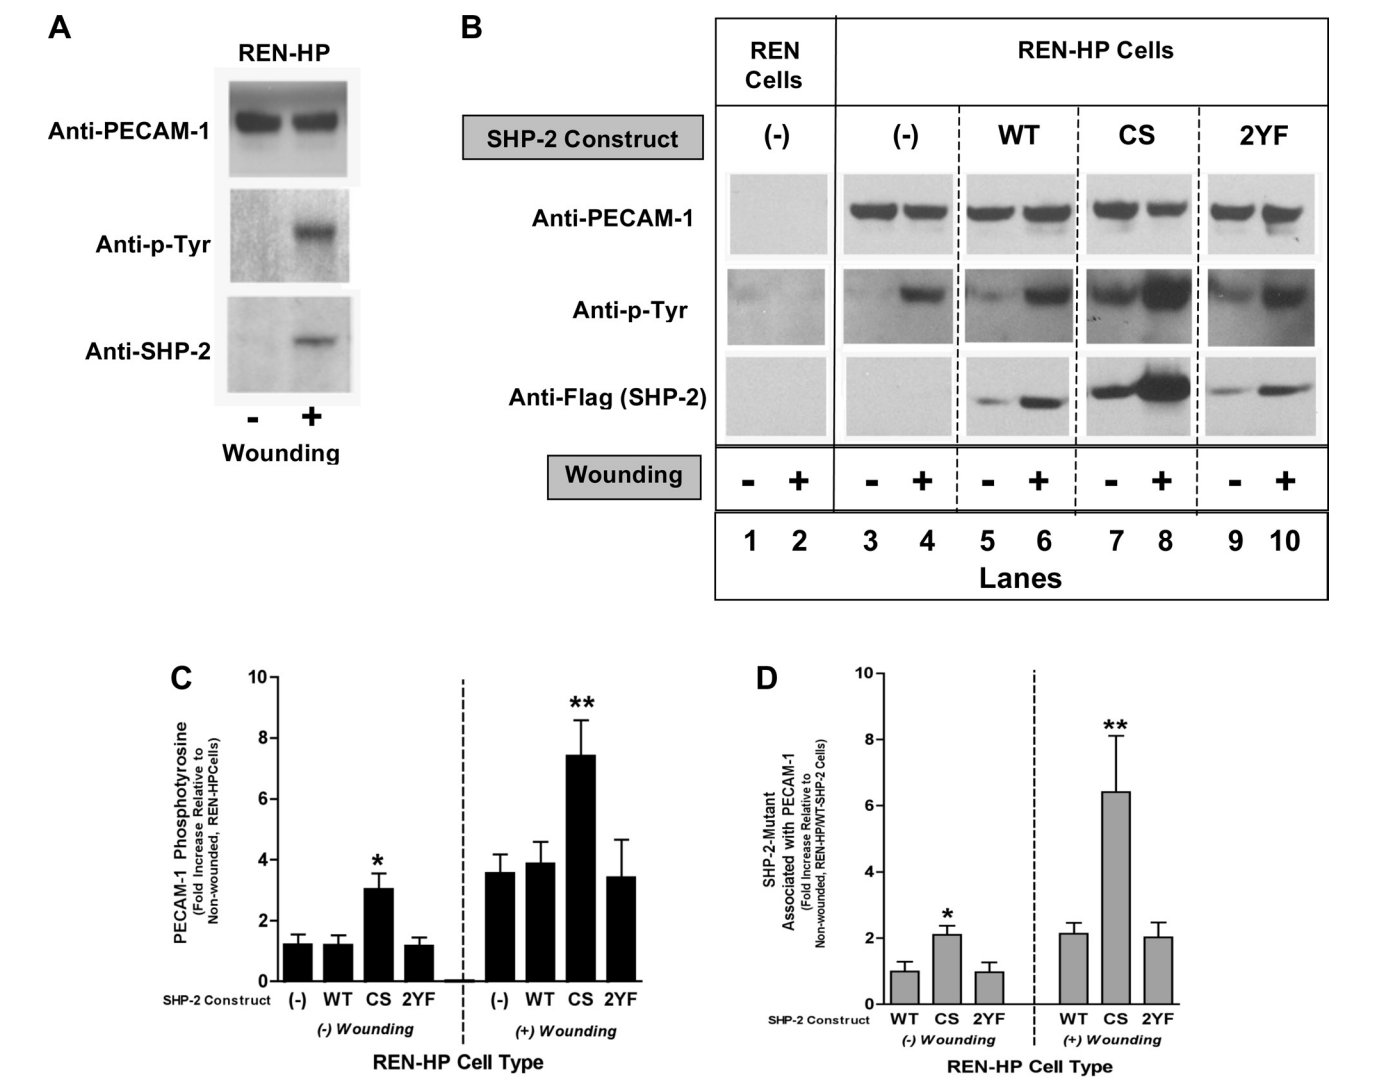 A
REN-HP
Anti-PECAM-1
Anti-p-Tyr
Anti-SHP-2
- +
Wounding
B
REN Cells
REN-HP Cells
SHP-2 Construct
(-) (-) WT CS 2YF
Anti-PECAM-1
Anti-p-Tyr
Anti-Flag (SHP-2)
Wounding
- + - + - + - + - +
1 2 3 4 5 6 7 8 9 10
Lanes
C
PECAM-1 Phosphotyrosine
(Fold Increase Relative to
Non-wounded, REN-HPCells)
10
8
6
4
2
0
*
**
SHP-2 Construct (-) WT CS 2YF (-) WT CS 2YF
(-) Wounding (+) Wounding
REN-HP Cell Type
D
SHP-2-Mutant
Associated with PECAM-1
(Fold Increase Relative to
Non-wounded, REN-HP/WT-SHP-2 Cells)
10
8
6
4
2
0
*
**
SHP-2 Construct WT CS 2YF WT CS 2YF
(-) Wounding (+) Wounding
REN-HP Cell Type